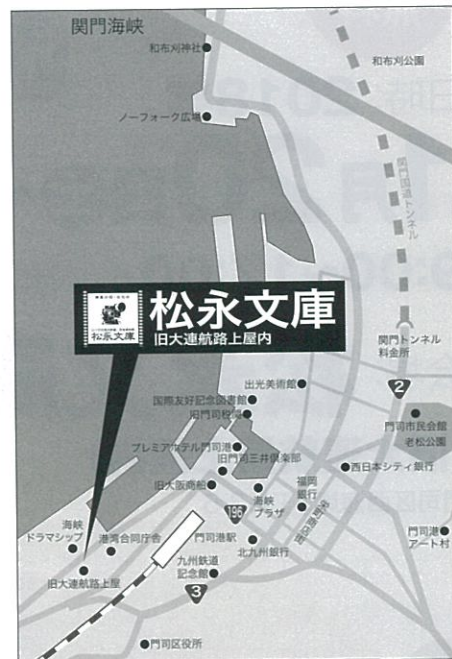 関門海峡
和布刈神社
和布刈公園
ノーフォーク広場
関門国道トンネル
松永文庫
松永文庫
旧大連航路上屋内
関門トンネル
料金所
出光美術館
2
国際友好記念図書館
旧門司税関
門司市民会館
老松公園
プレミアホテル門司港
旧門司三井倶楽部
西日本シティ銀行
旧大阪商船
海峡
プラザ
福岡
銀行
栄町商店街
198
海峡
ドラマシップ
港湾合同庁舎
門司港駅
北九州銀行
門司港
アート村
旧大連航路上屋
九州鉄道
記念館
3
門司区役所